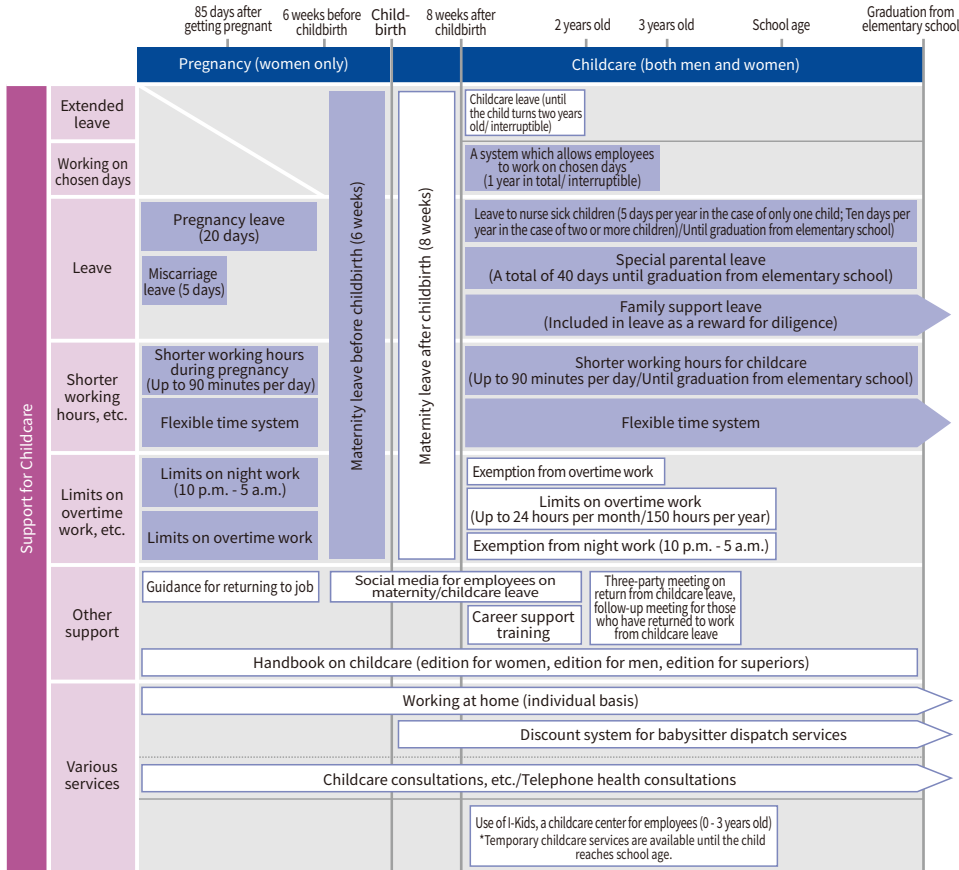 85 days after
getting pregnant
6 weeks before
childbirth
Child-
birth
8 weeks after
childbirth
2 years old
3 years old
School age
Graduation from
elementary school
Pregnancy (women only)
Childcare (both men and women)
Support for Childcare
Extended
leave
Childcare leave (until
the child turns two years
old/ interruptible)
Working on
chosen days
A system which allows employees
to work on chosen days
(1 year in total/ interruptible)
Maternity leave before childbirth (6 weeks)
Maternity leave after childbirth (8 weeks)
Leave
Pregnancy leave
(20 days)
Miscarriage
leave (5 days)
Leave to nurse sick children (5 days per year in the case of only one child; Ten days per
year in the case of two or more children)/Until graduation from elementary school)
Special parental leave
(A total of 40 days until graduation from elementary school)
Family support leave
(Included in leave as a reward for diligence)
Shorter
working
hours, etc.
Shorter working hours
during pregnancy
(Up to 90 minutes per day)
Flexible time system
Shorter working hours for childcare
(Up to 90 minutes per day/Until graduation from elementary school)
Flexible time system
Limits on
overtime
work, etc.
Limits on night work
(10 p.m. - 5 a.m.)
Limits on overtime work
Exemption from overtime work
Limits on overtime work
(Up to 24 hours per month/150 hours per year)
Exemption from night work (10 p.m. - 5 a.m.)
Other
support
Guidance for returning to job
Social media for employees on
maternity/childcare leave
Career support
training
Three-party meeting on
return from childcare leave,
follow-up meeting for those
who have returned to work
from childcare leave
Handbook on childcare (edition for women, edition for men, edition for superiors)
Various
services
Working at home (individual basis)
Discount system for babysitter dispatch services
Childcare consultations, etc./Telephone health consultations
Use of I-Kids, a childcare center for employees (0 - 3 years old)
*Temporary childcare services are available until the child
reaches school age.